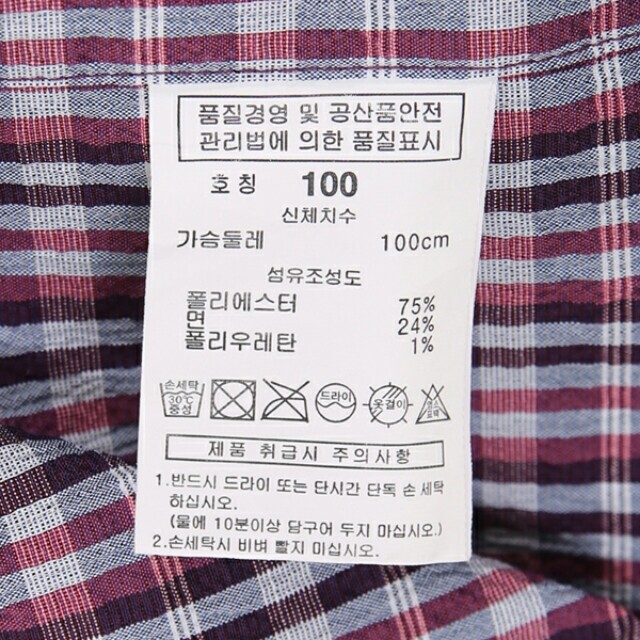 품질경영 및 공산품안전
관리법에 의한 품질표시
호칭 100
신체치수
가슴둘레 100cm
섬유조성도
폴리에스터 75%
면 24%
폴리우레탄 1%
손세탁 30℃ 중성 드라이 옷걸이 염소 표백
제품 취급시 주의사항
1.반드시 드라이 또는 단시간 단독 손 세탁
하십시오.
(물에 10분이상 담구어 두지 마십시오.)
2.손세탁시 비벼 빨지 미십시오.